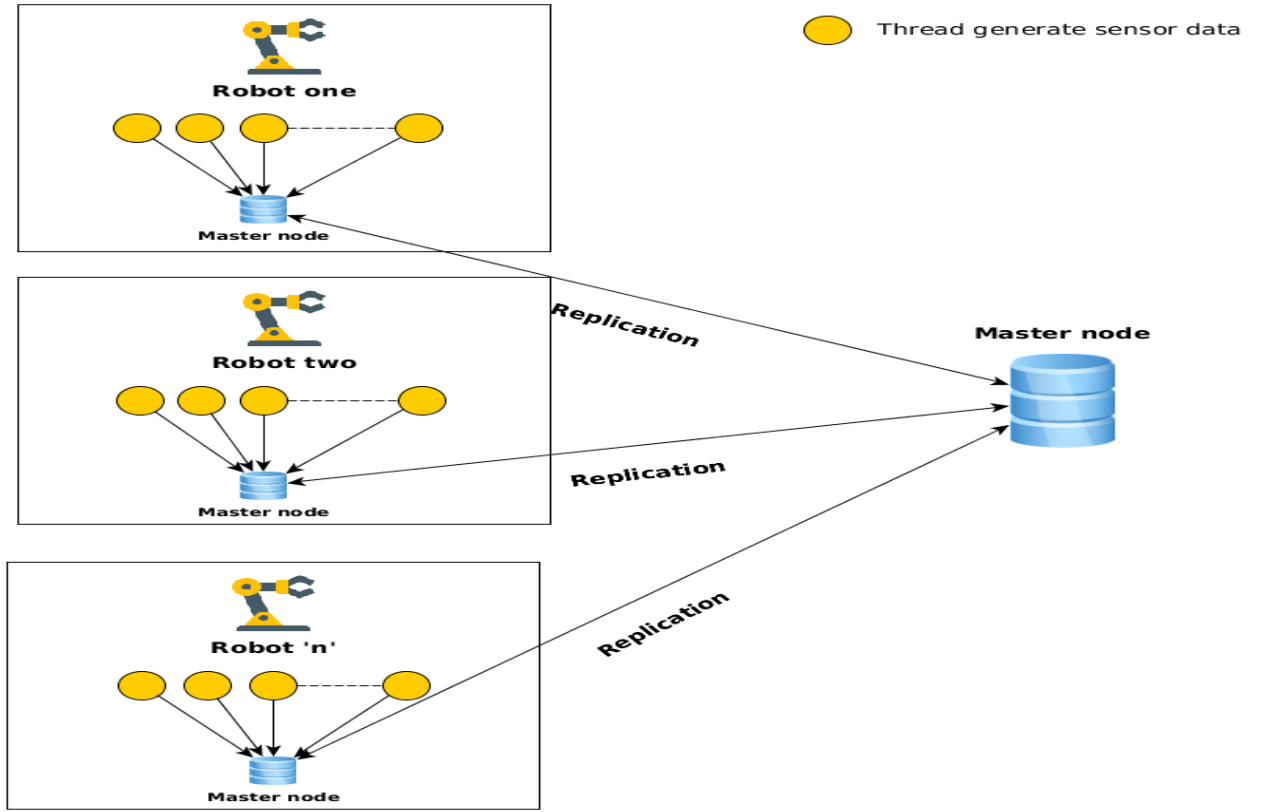 Thread generate sensor data
Robot one
Master node
Replication
Robot two
Master node
Master node
Replication
Replication
Robot 'n'
Master node